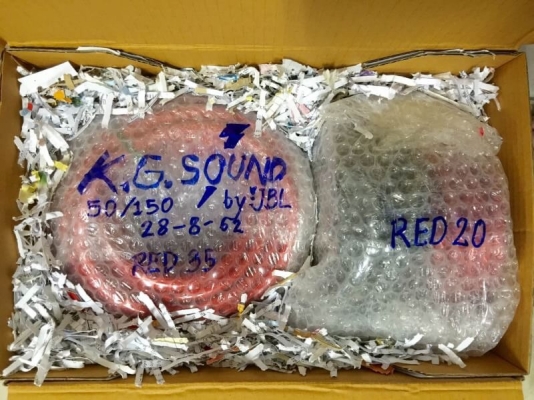 K.G.SOUND
50/150 by JBL
28-8-62
RED 35
RED 20